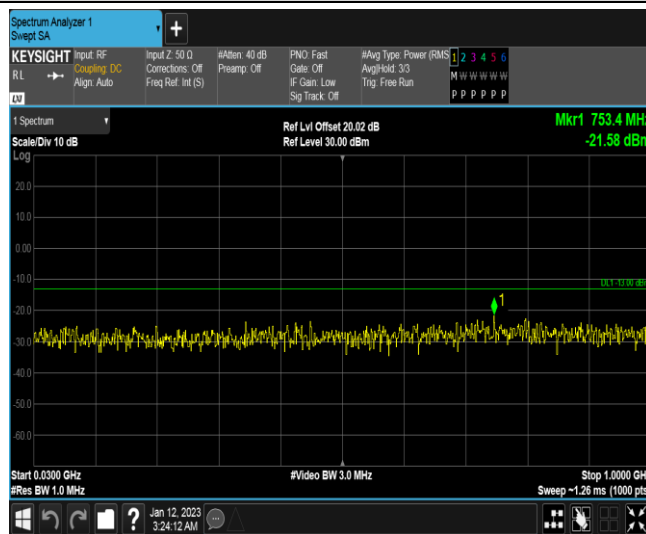 Spectrum Analyzer 1
Swept SA
+
KEYSIGHT Input: RF Input Z: 50 Ω #Atten: 40 dB PNO: Fast #Avg Type: Power (RMS 1 2 3 4 5 6
RL Coupling: DC Corrections: Off Preamp: Off Gate: Off Avg|Hold: 3/3 M W W W W W
Align: Auto Freq Ref: Int (S) IF Gain: Low Trig: Free Run
LXI Sig Track: Off P P P P P P
1 Spectrum Ref Lvl Offset 20.02 dB Mkr1 753.4 MHz
Scale/Div 10 dB Ref Level 30.00 dBm -21.58 dBm
Log
20.0
10.0
0.00
-10.0
DL1 -13.00 dBm
-20.0
1
-30.0
-40.0
-50.0
-60.0
Start 0.0300 GHz #Video BW 3.0 MHz Stop 1.0000 GH
#Res BW 1.0 MHz Sweep ~1.26 ms (1000 pts
? Jan 12, 2023
3:24:12 AM